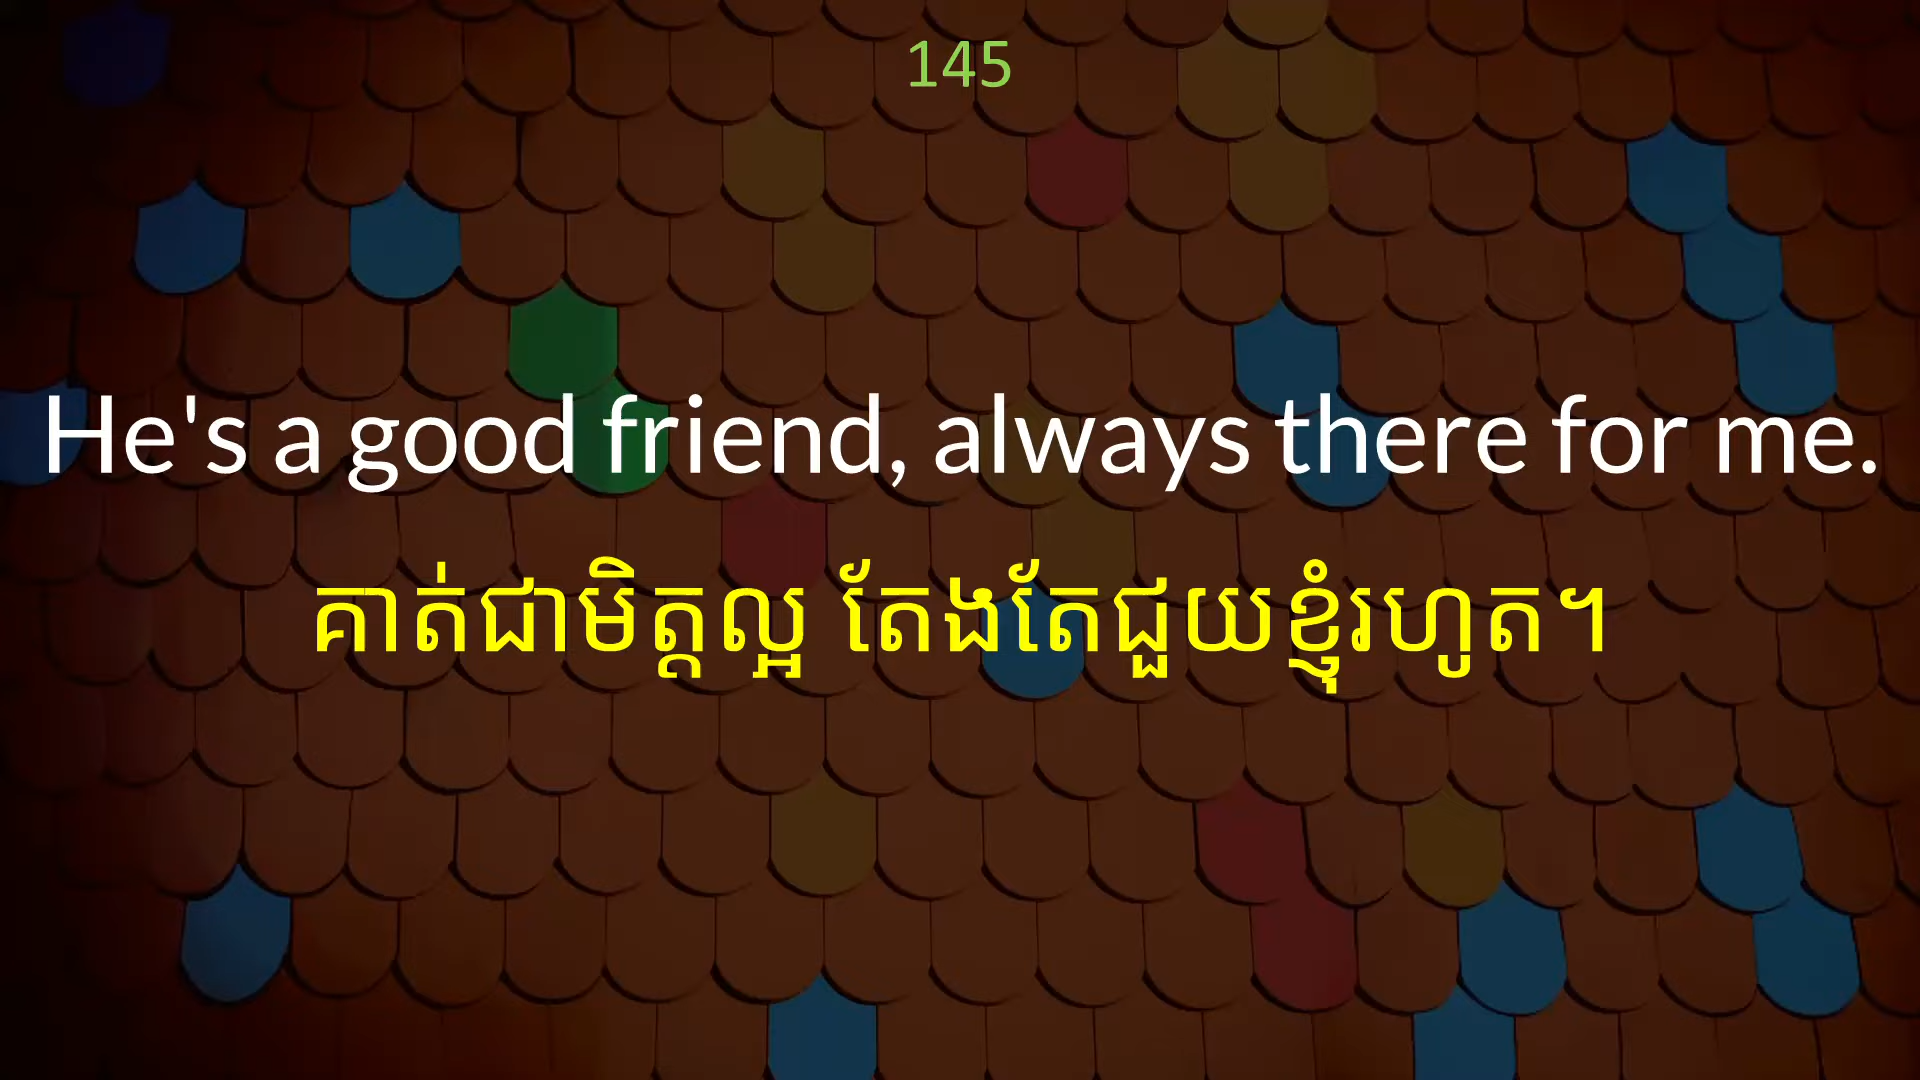 145
He's a good friend, always there for me.
គាត់ជាមិត្តល្អ តែងតែជួយខ្ញុំរហូត។